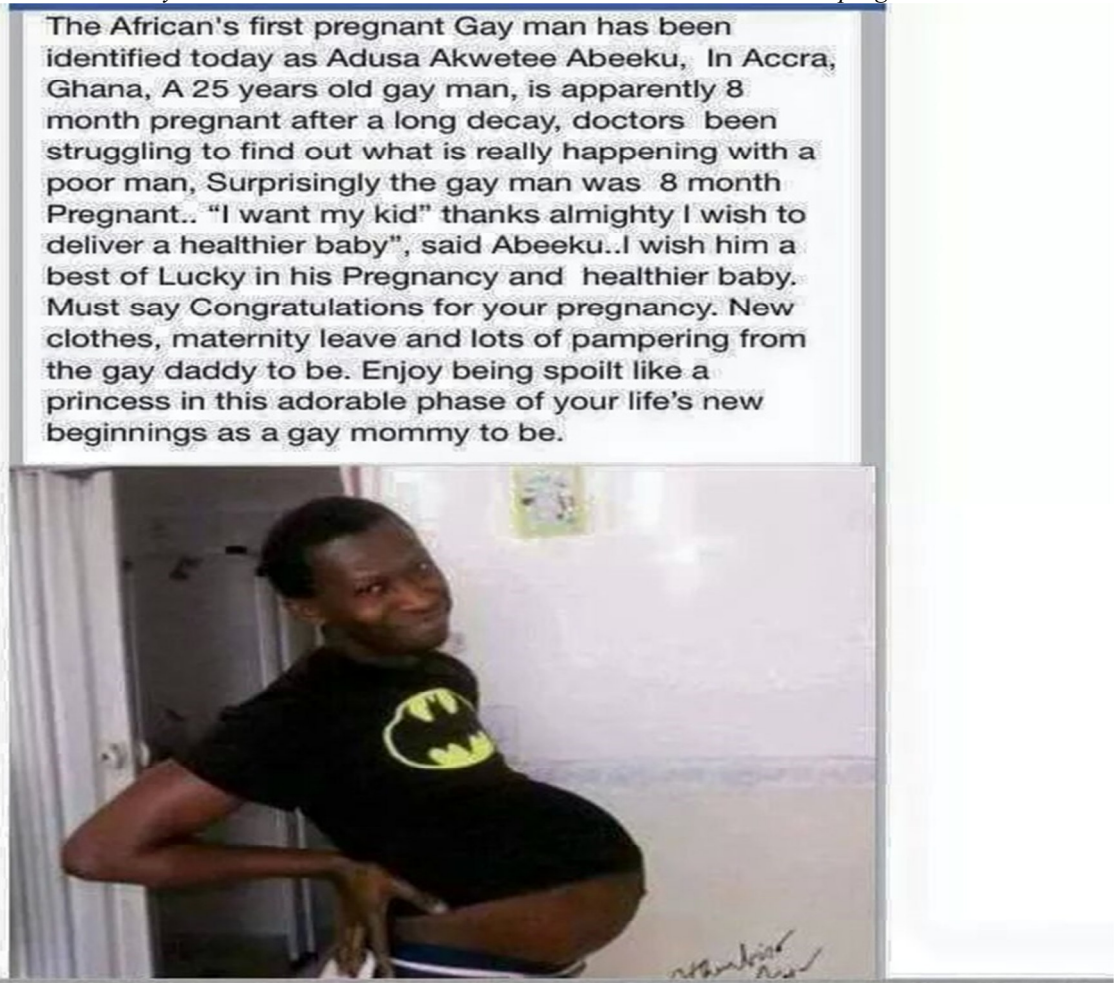 The African's first pregnant Gay man has been
identified today as Adusa Akwetee Abeeku, In Accra,
Ghana, A 25 years old gay man, is apparently 8
month pregnant after a long decay, doctors been
struggling to find out what is really happening with a
poor man, Surprisingly the gay man was 8 month
Pregnant.. “I want my kid” thanks almighty I wish to
deliver a healthier baby”, said Abeeku..I wish him a
best of Lucky in his Pregnancy and healthier baby.
Must say Congratulations for your pregnancy. New
clothes, maternity leave and lots of pampering from
the gay daddy to be. Enjoy being spoilt like a
princess in this adorable phase of your life’s new
beginnings as a gay mommy to be.